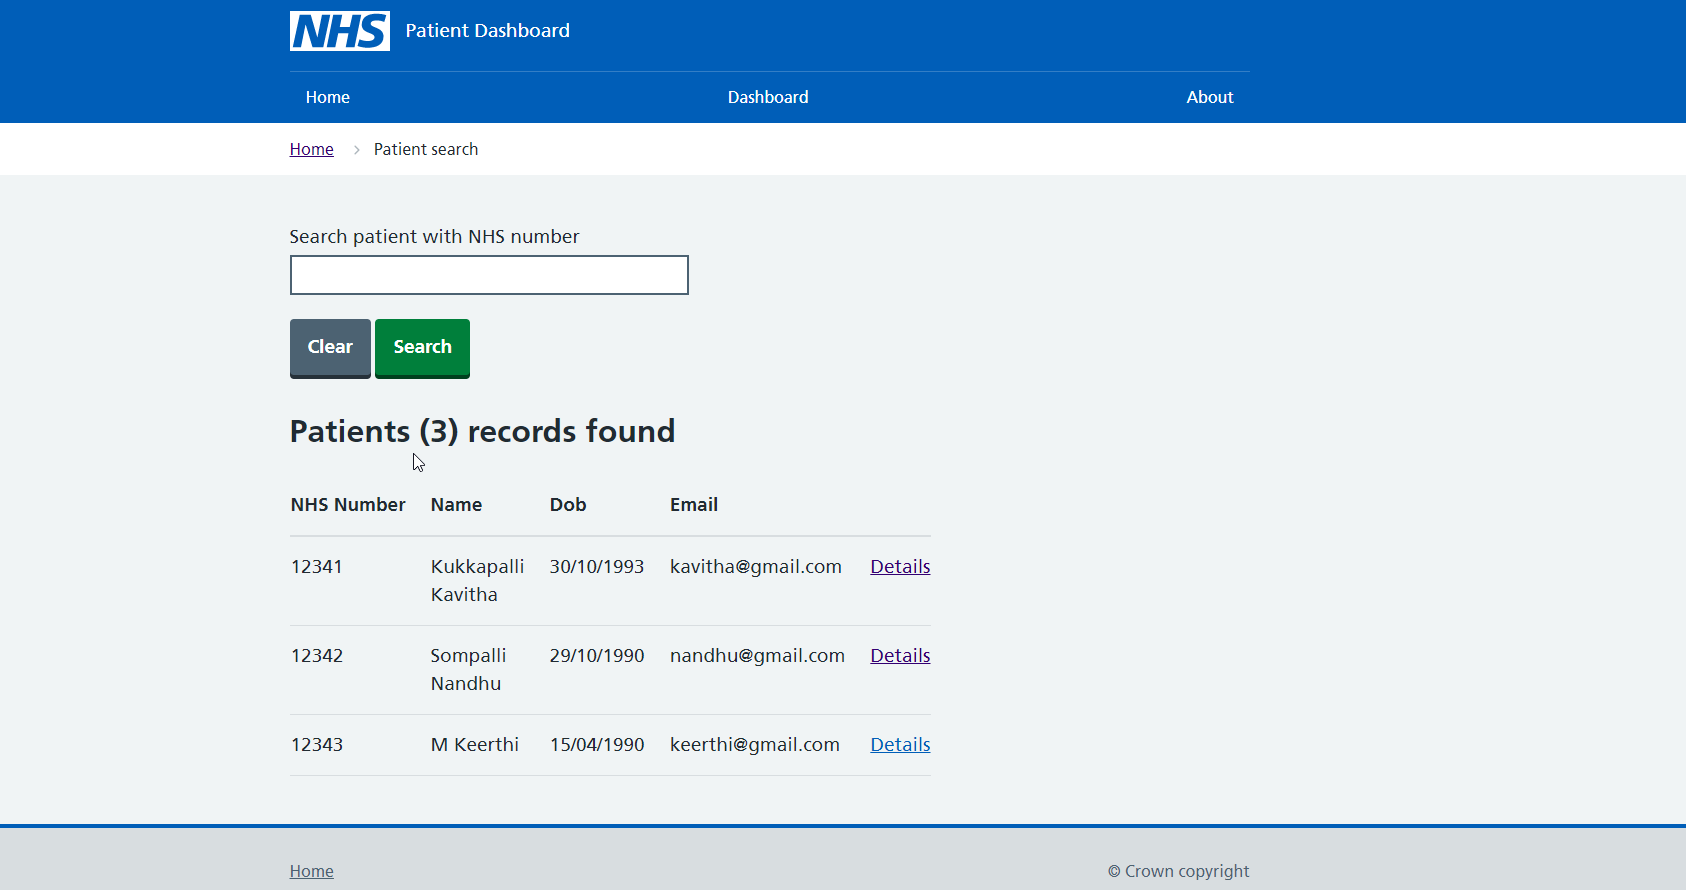 NHS Patient Dashboard
Home Dashboard About
Home > Patient search
Search patient with NHS number
Clear Search
Patients (3) records found
NHS Number Name Dob Email
12341 Kukkapalli 30/10/1993 kavitha@gmail.com Details
Kavitha
12342 Sompalli 29/10/1990 nandhu@gmail.com Details
Nandhu
12343 M Keerthi 15/04/1990 keerthi@gmail.com Details
Home © Crown copyright